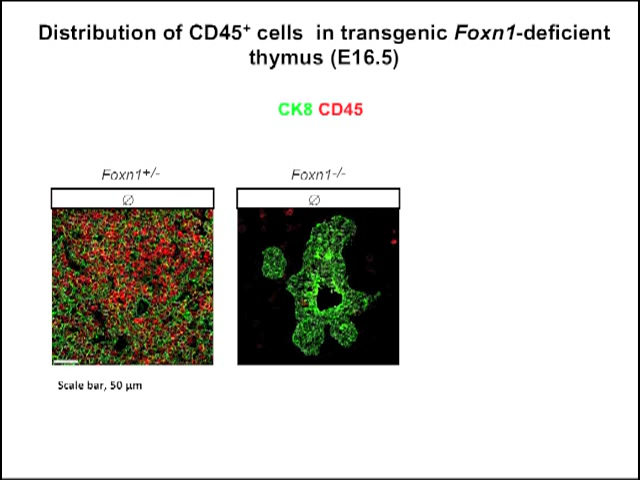 Distribution of CD45⁺ cells in transgenic Foxn1-deficient
thymus (E16.5)
CK8 CD45
Foxn1+/- Foxn1-/-
∅ ∅
Scale bar, 50 µm